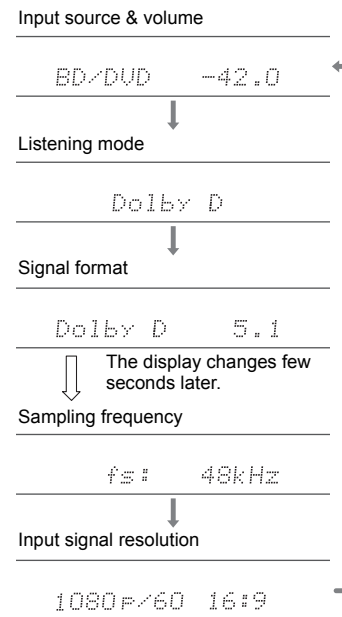 Input source & volume
BD/DVD -42.0
Listening mode
Dolby D
Signal format
Dolby D 5.1
The display changes few
seconds later.
Sampling frequency
fs: 48kHz
Input signal resolution
1080p/60 16:9